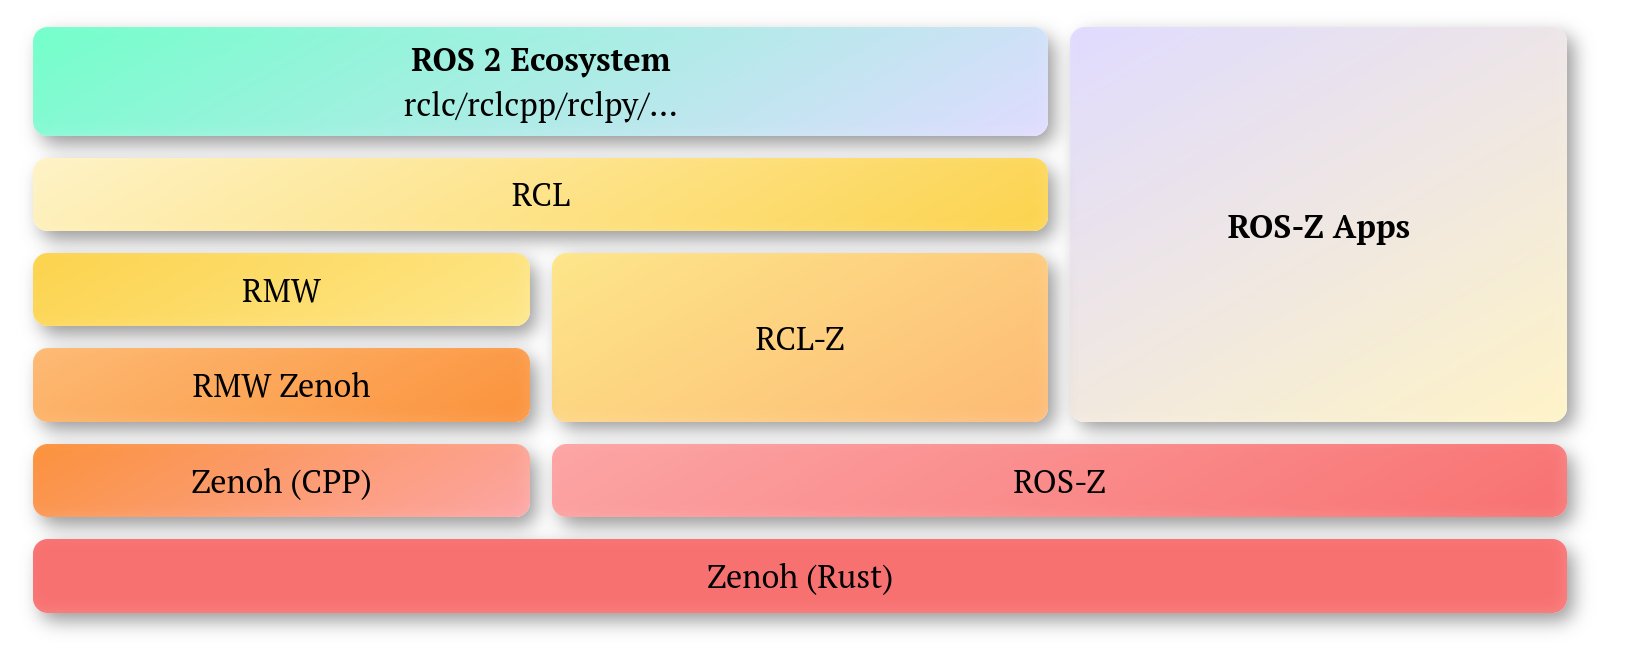 ROS 2 Ecosystem
rclc/rclcpp/rclpy/...
RCL
ROS-Z Apps
RMW
RCL-Z
RMW Zenoh
Zenoh (CPP)
ROS-Z
Zenoh (Rust)